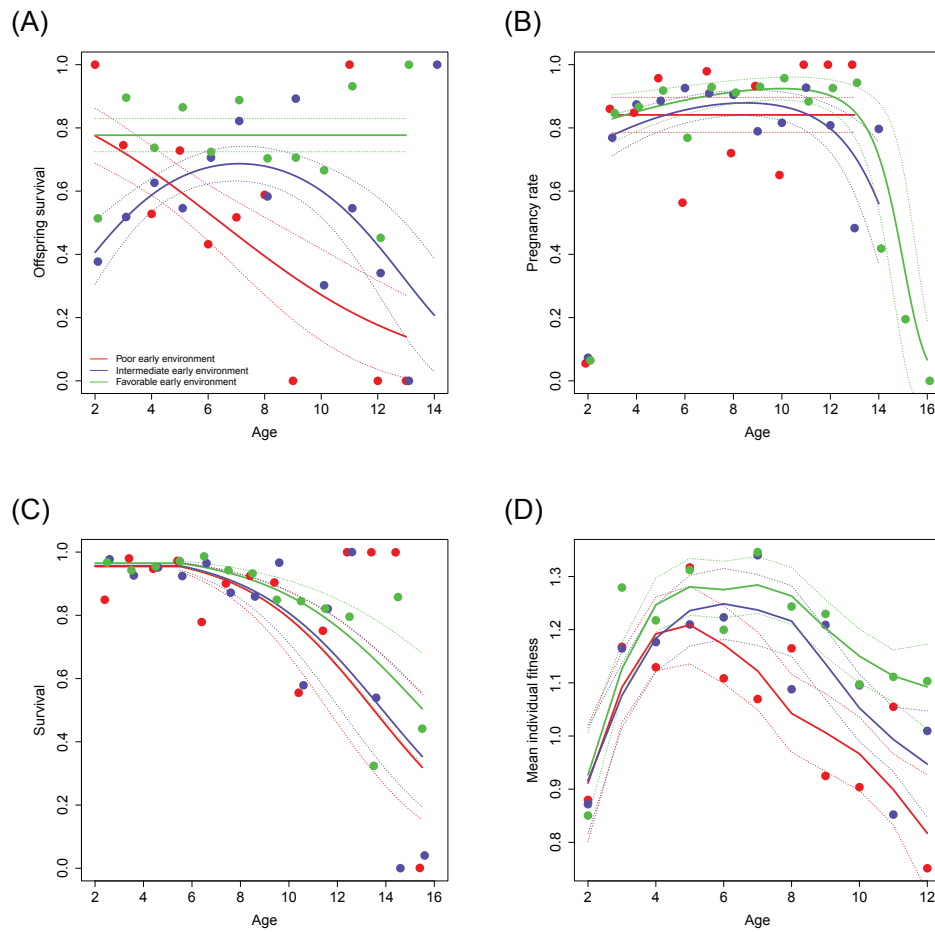 (A)
Offspring survival
0.0 0.2 0.4 0.6 0.8 1.0
Poor early environment
Intermediate early environment
Favorable early environment
2 4 6 8 10 12 14
Age
(B)
Pregnancy rate
0.0 0.2 0.4 0.6 0.8 1.0
2 4 6 8 10 12 14 16
Age
(C)
Survival
0.0 0.2 0.4 0.6 0.8 1.0
2 4 6 8 10 12 14 16
Age
(D)
Mean individual fitness
0.8 0.9 1.0 1.1 1.2 1.3
2 4 6 8 10 12
Age